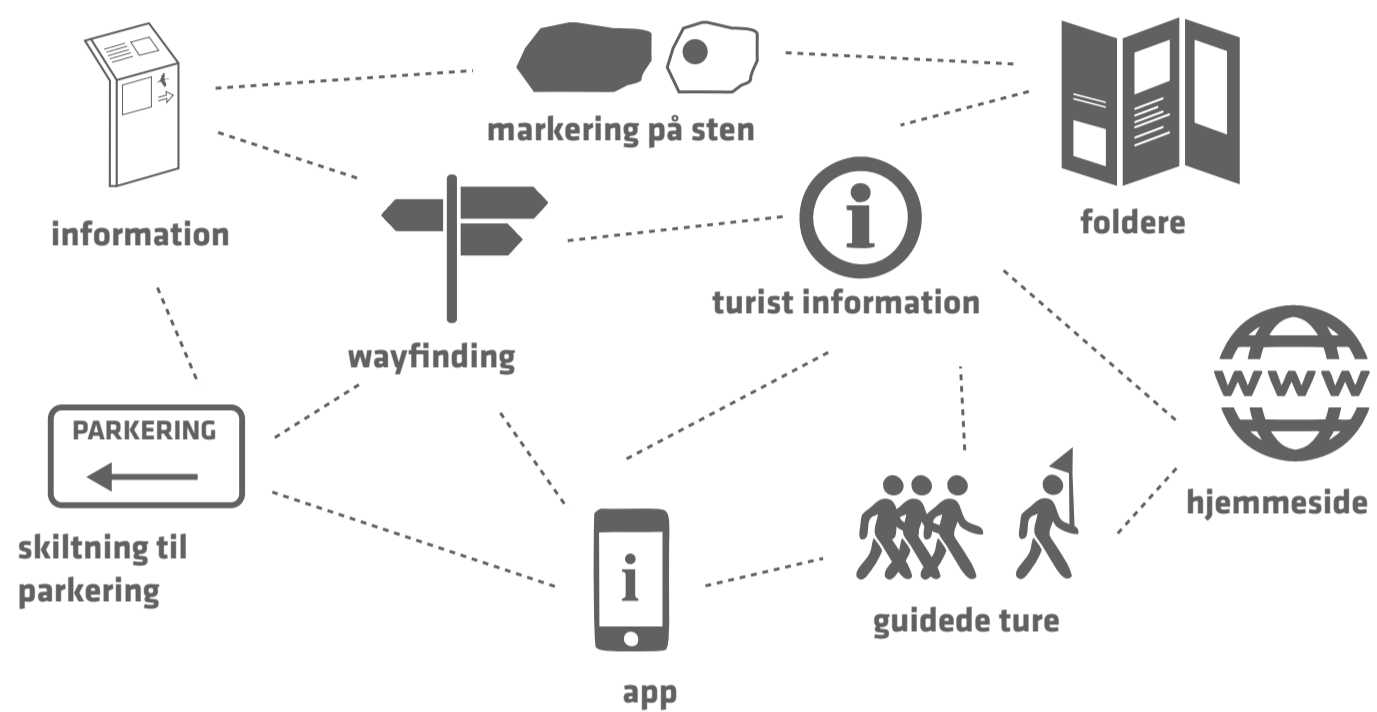 markering på sten
information
foldere
i
turist information
wayfinding
www
PARKERING
hjemmeside
skiltning til
parkering
i
guidede ture
app